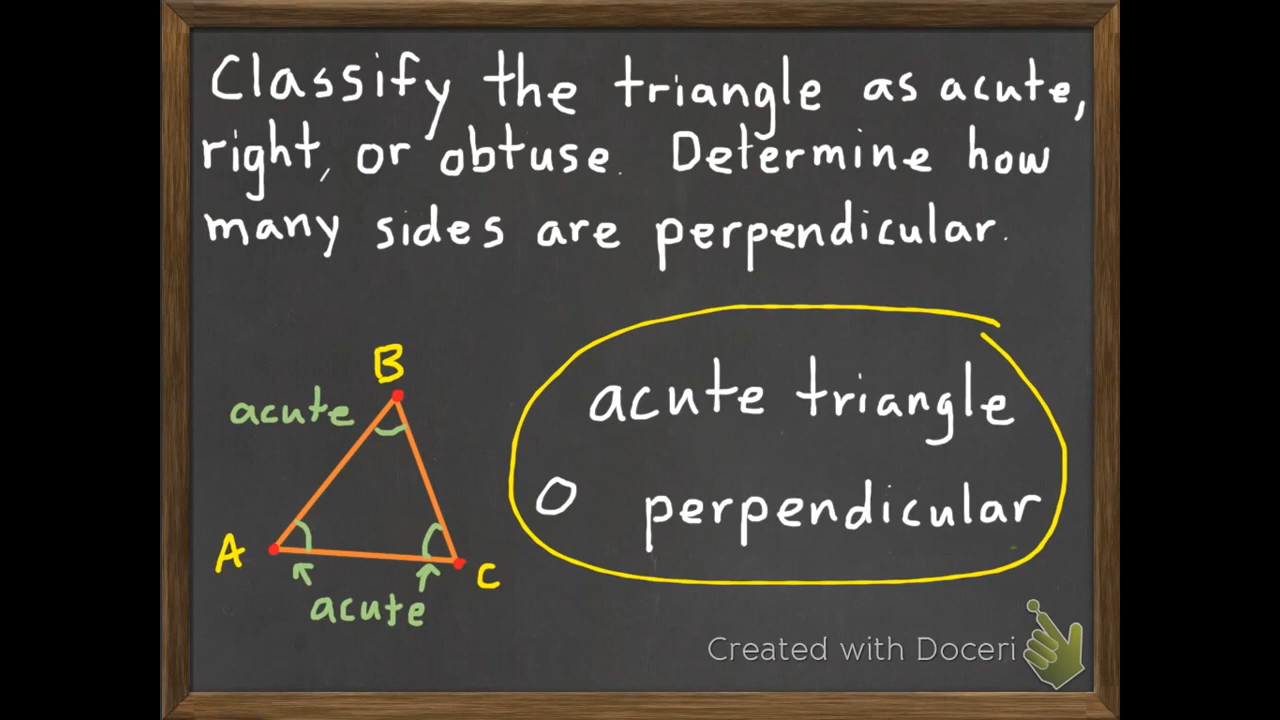 Classify the triangle as acute,
right, or obtuse. Determine how
many sides are perpendicular.
B
acute
acute triangle
0 perpendicular
A
C
acute
Created with Doceri